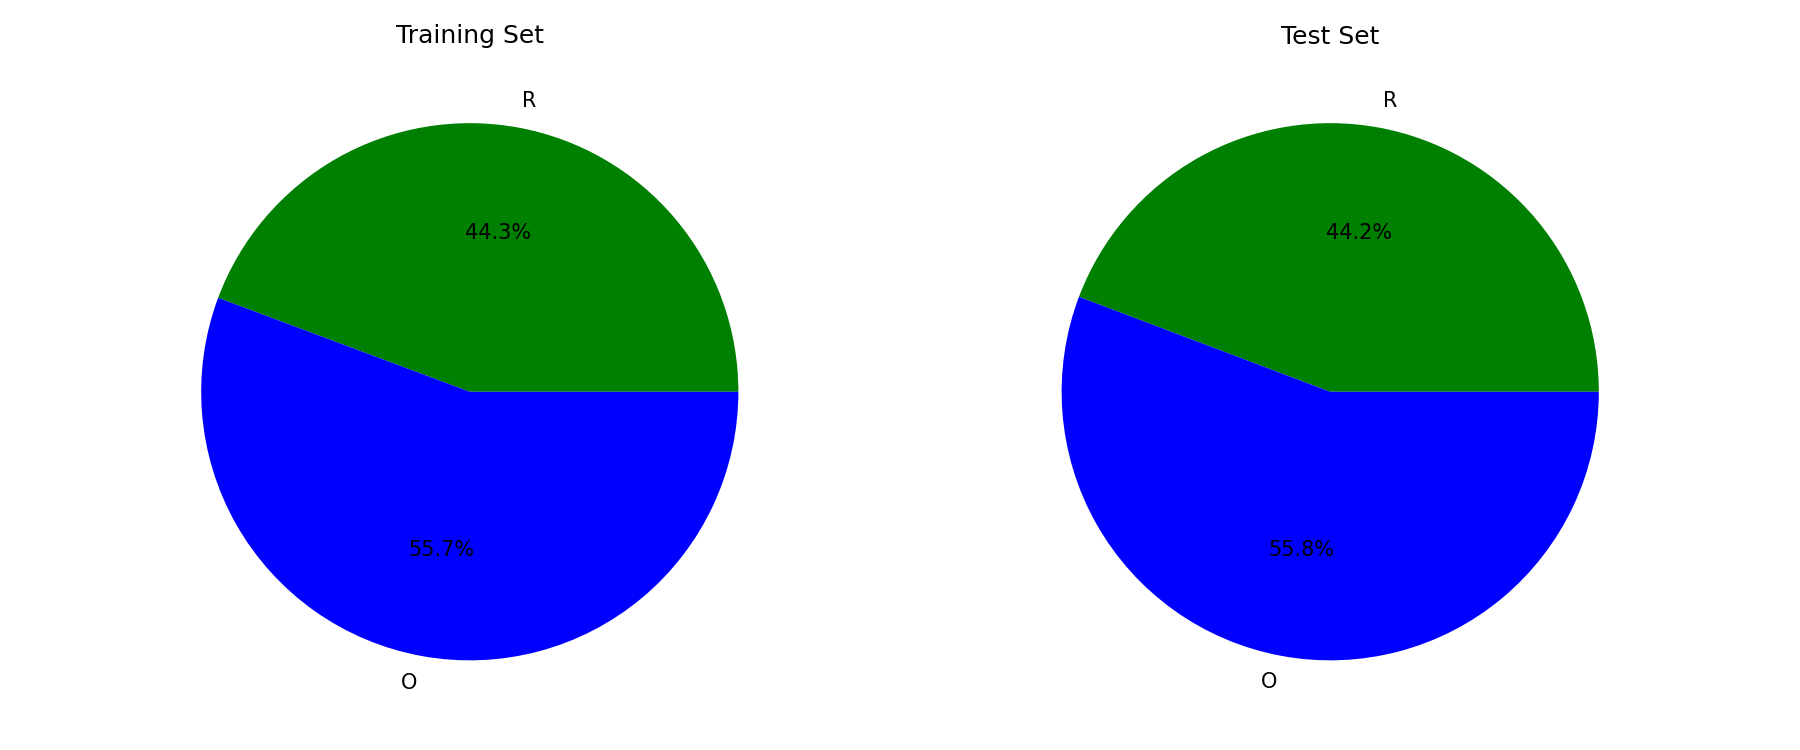 Training Set
R
44.3%
55.7%
O
Test Set
R
44.2%
55.8%
O